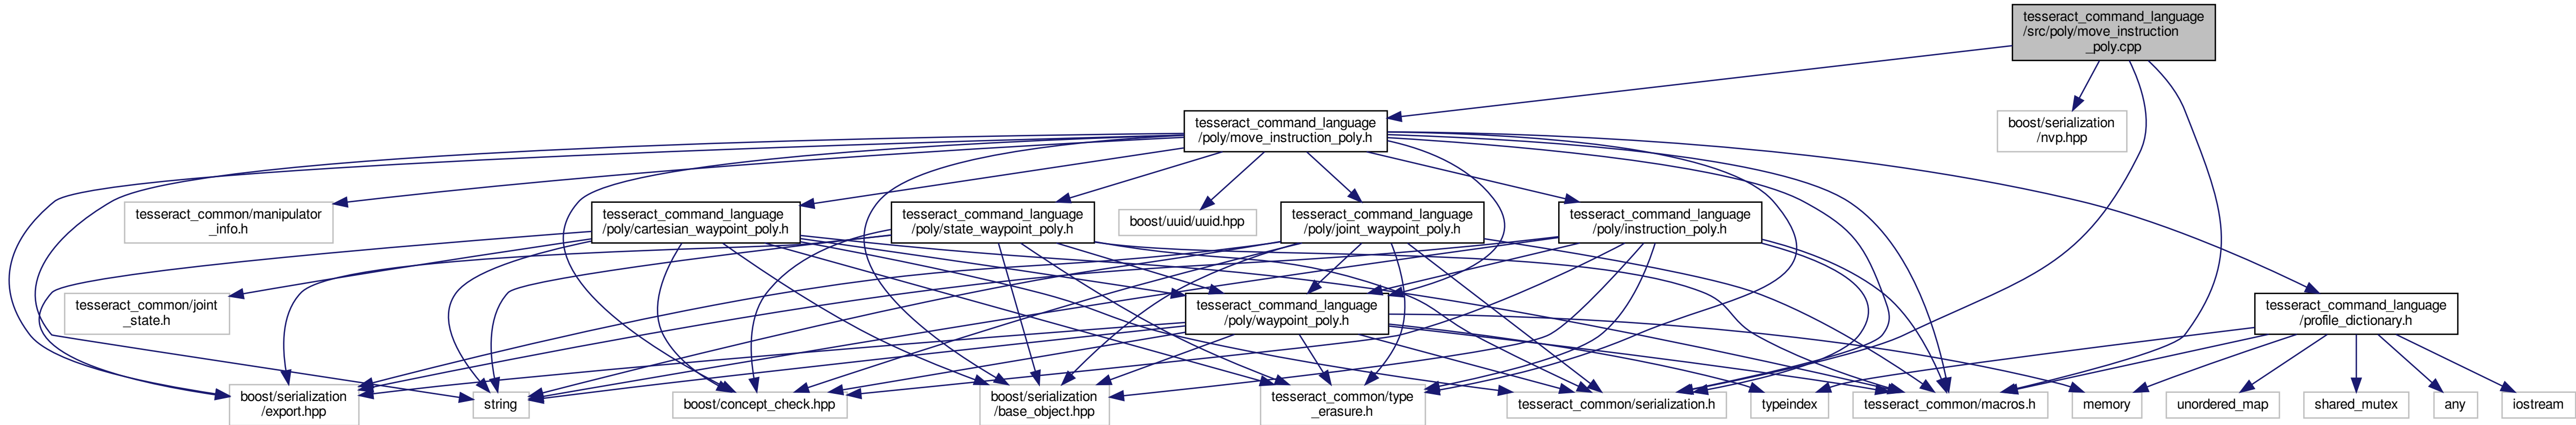 tesseract_command_language
/src/poly/move_instruction
_poly.cpp
tesseract_command_language
/poly/move_instruction_poly.h
boost/serialization
/nvp.hpp
tesseract_common/manipulator
_info.h
tesseract_command_language
/poly/cartesian_waypoint_poly.h
tesseract_command_language
/poly/state_waypoint_poly.h
boost/uuid/uuid.hpp
tesseract_command_language
/poly/joint_waypoint_poly.h
tesseract_command_language
/poly/instruction_poly.h
tesseract_common/joint
_state.h
tesseract_command_language
/poly/waypoint_poly.h
tesseract_command_language
/profile_dictionary.h
boost/serialization
/export.hpp
string
boost/concept_check.hpp
boost/serialization
/base_object.hpp
tesseract_common/type
_erasure.h
tesseract_common/serialization.h
typeindex
tesseract_common/macros.h
memory
unordered_map
shared_mutex
any
iostream